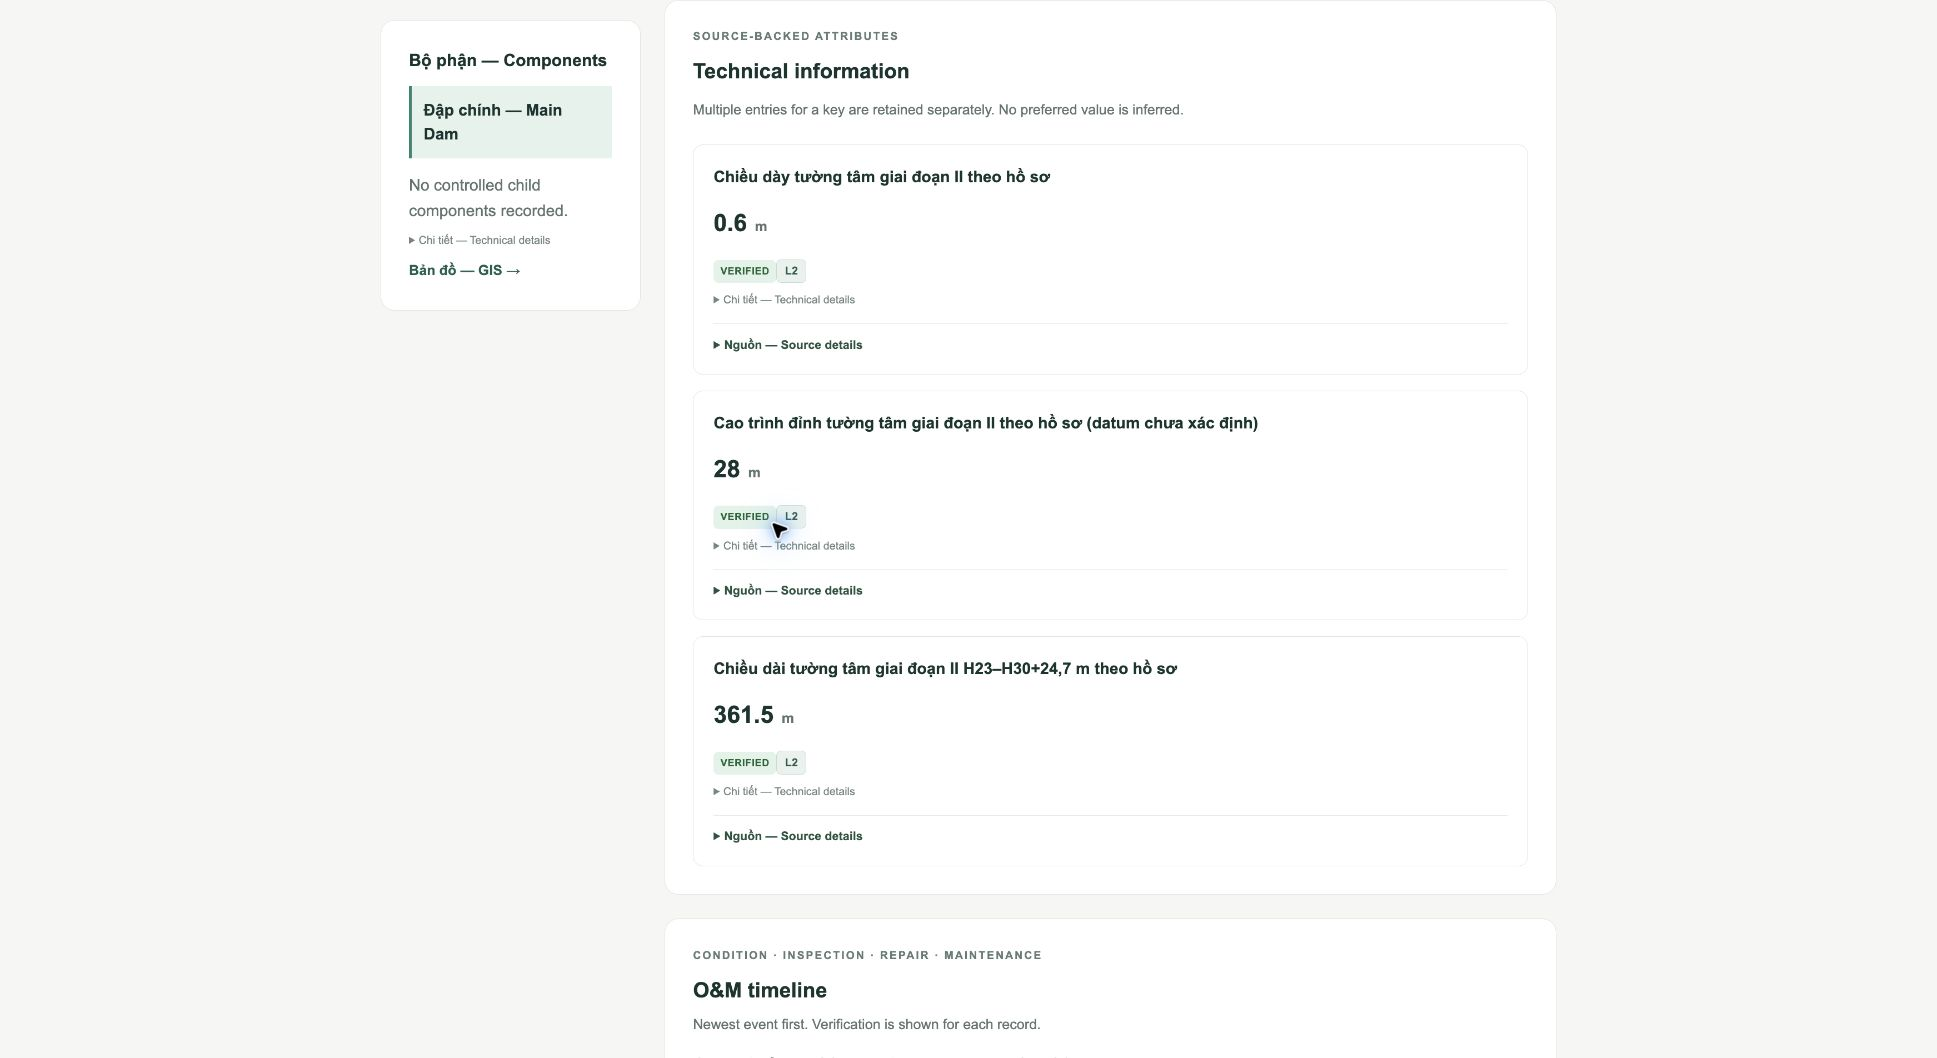 Bộ phận — Components
Đập chính — Main
Dam
No controlled child
components recorded.
▶ Chi tiết — Technical details
Bản đồ — GIS →
SOURCE-BACKED ATTRIBUTES
Technical information
Multiple entries for a key are retained separately. No preferred value is inferred.
Chiều dày tường tâm giai đoạn II theo hồ sơ
0.6 m
VERIFIED L2
▶ Chi tiết — Technical details
▶ Nguồn — Source details
Cao trình đỉnh tường tâm giai đoạn II theo hồ sơ (datum chưa xác định)
28 m
VERIFIED L2
▶ Chi tiết — Technical details
▶ Nguồn — Source details
Chiều dài tường tâm giai đoạn II H23–H30+24,7 m theo hồ sơ
361.5 m
VERIFIED L2
▶ Chi tiết — Technical details
▶ Nguồn — Source details
CONDITION · INSPECTION · REPAIR · MAINTENANCE
O&M timeline
Newest event first. Verification is shown for each record.